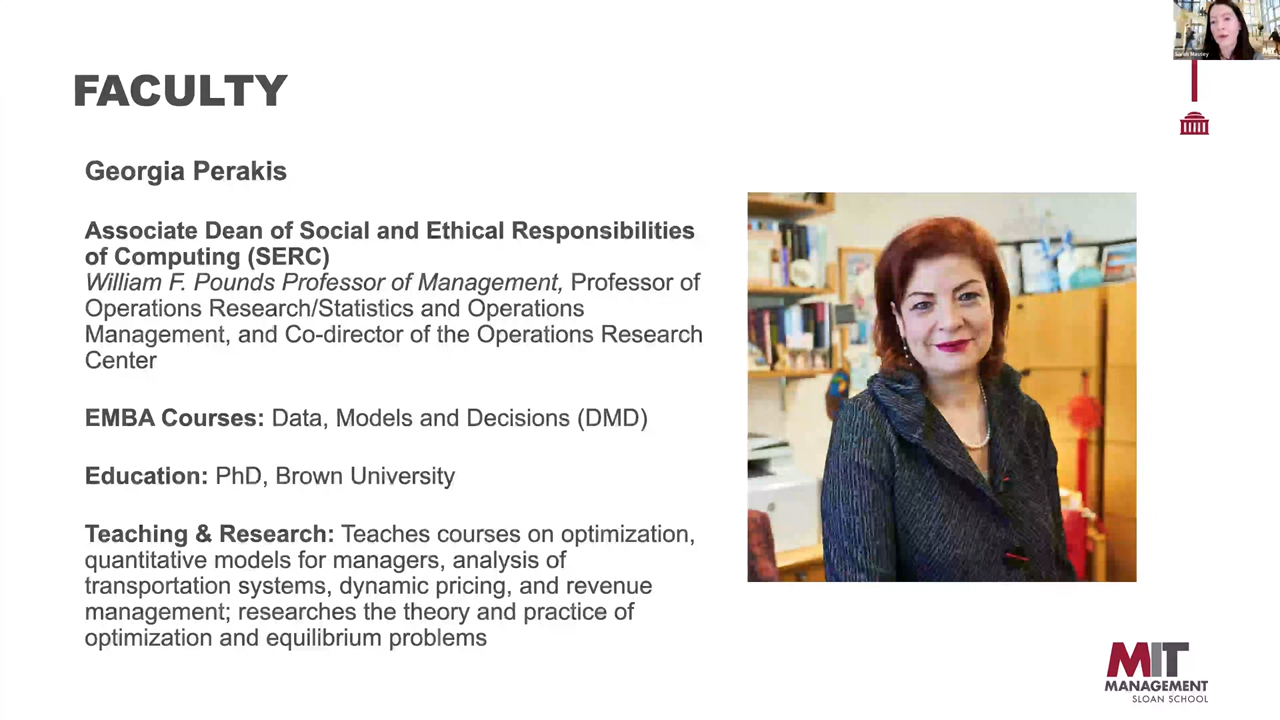 FACULTY
Georgia Perakis
Associate Dean of Social and Ethical Responsibilities
of Computing (SERC)
William F. Pounds Professor of Management, Professor of
Operations Research/Statistics and Operations
Management, and Co-director of the Operations Research
Center
EMBA Courses: Data, Models and Decisions (DMD)
Education: PhD, Brown University
Teaching & Research: Teaches courses on optimization,
quantitative models for managers, analysis of
transportation systems, dynamic pricing, and revenue
management; researches the theory and practice of
optimization and equilibrium problems
Massey
MIT
MIT
MANAGEMENT
SLOAN SCHOOL